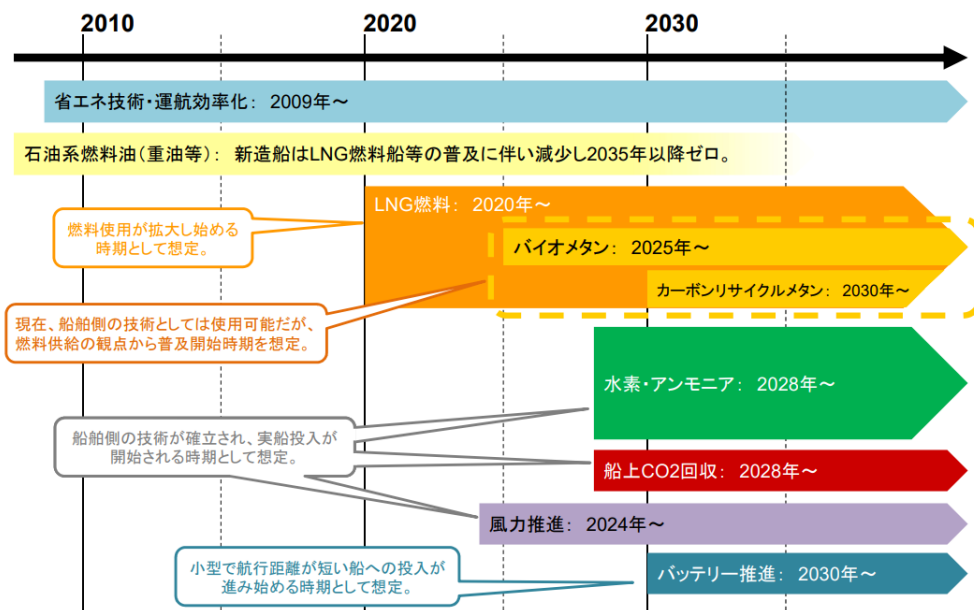 2010
2020
2030
省エネ技術・運航効率化： 2009年～
石油系燃料油（重油等）： 新造船はLNG燃料船等の普及に伴い減少し2035年以降ゼロ。
LNG燃料： 2020年～
燃料使用が拡大し始める
時期として想定。
バイオメタン： 2025年～
カーボンリサイクルメタン： 2030年～
現在、船舶側の技術としては使用可能だが、
燃料供給の観点から普及開始時期を想定。
水素・アンモニア： 2028年～
船舶側の技術が確立され、実船投入が
開始される時期として想定。
船上CO2回収： 2028年～
風力推進： 2024年～
小型で航行距離が短い船への投入が
進み始める時期として想定。
バッテリー推進： 2030年～